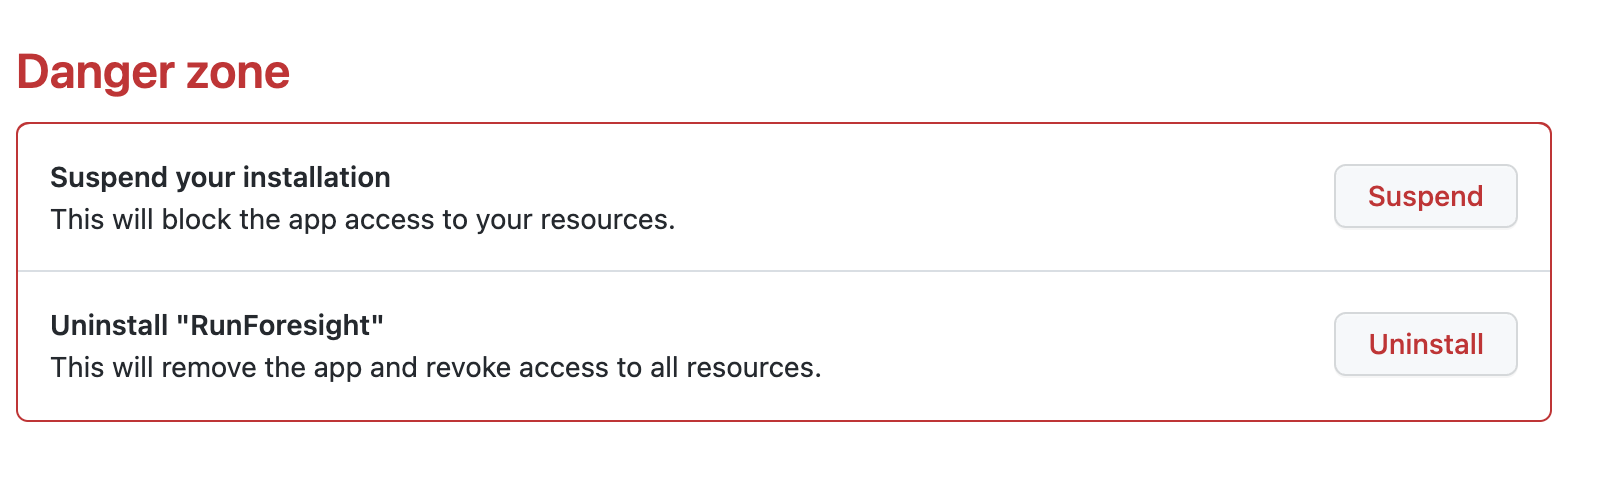 Danger zone
Suspend your installation
This will block the app access to your resources.
Suspend
Uninstall "RunForesight"
This will remove the app and revoke access to all resources.
Uninstall